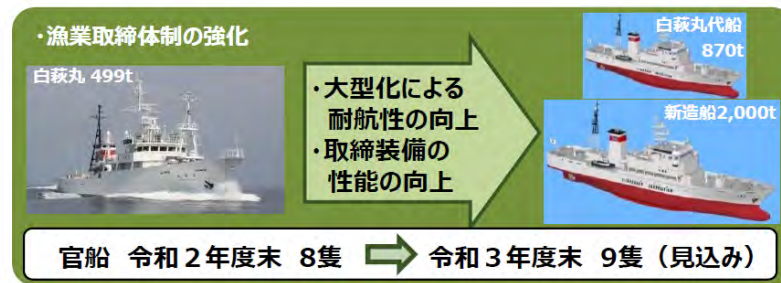 ・漁業取締体制の強化
白萩丸 499t
・大型化による
耐航性の向上
・取締装備の
性能の向上
白萩丸代船
870t
新造船2,000t
官船 令和2年度末 8隻 令和3年度末 9隻（見込み）